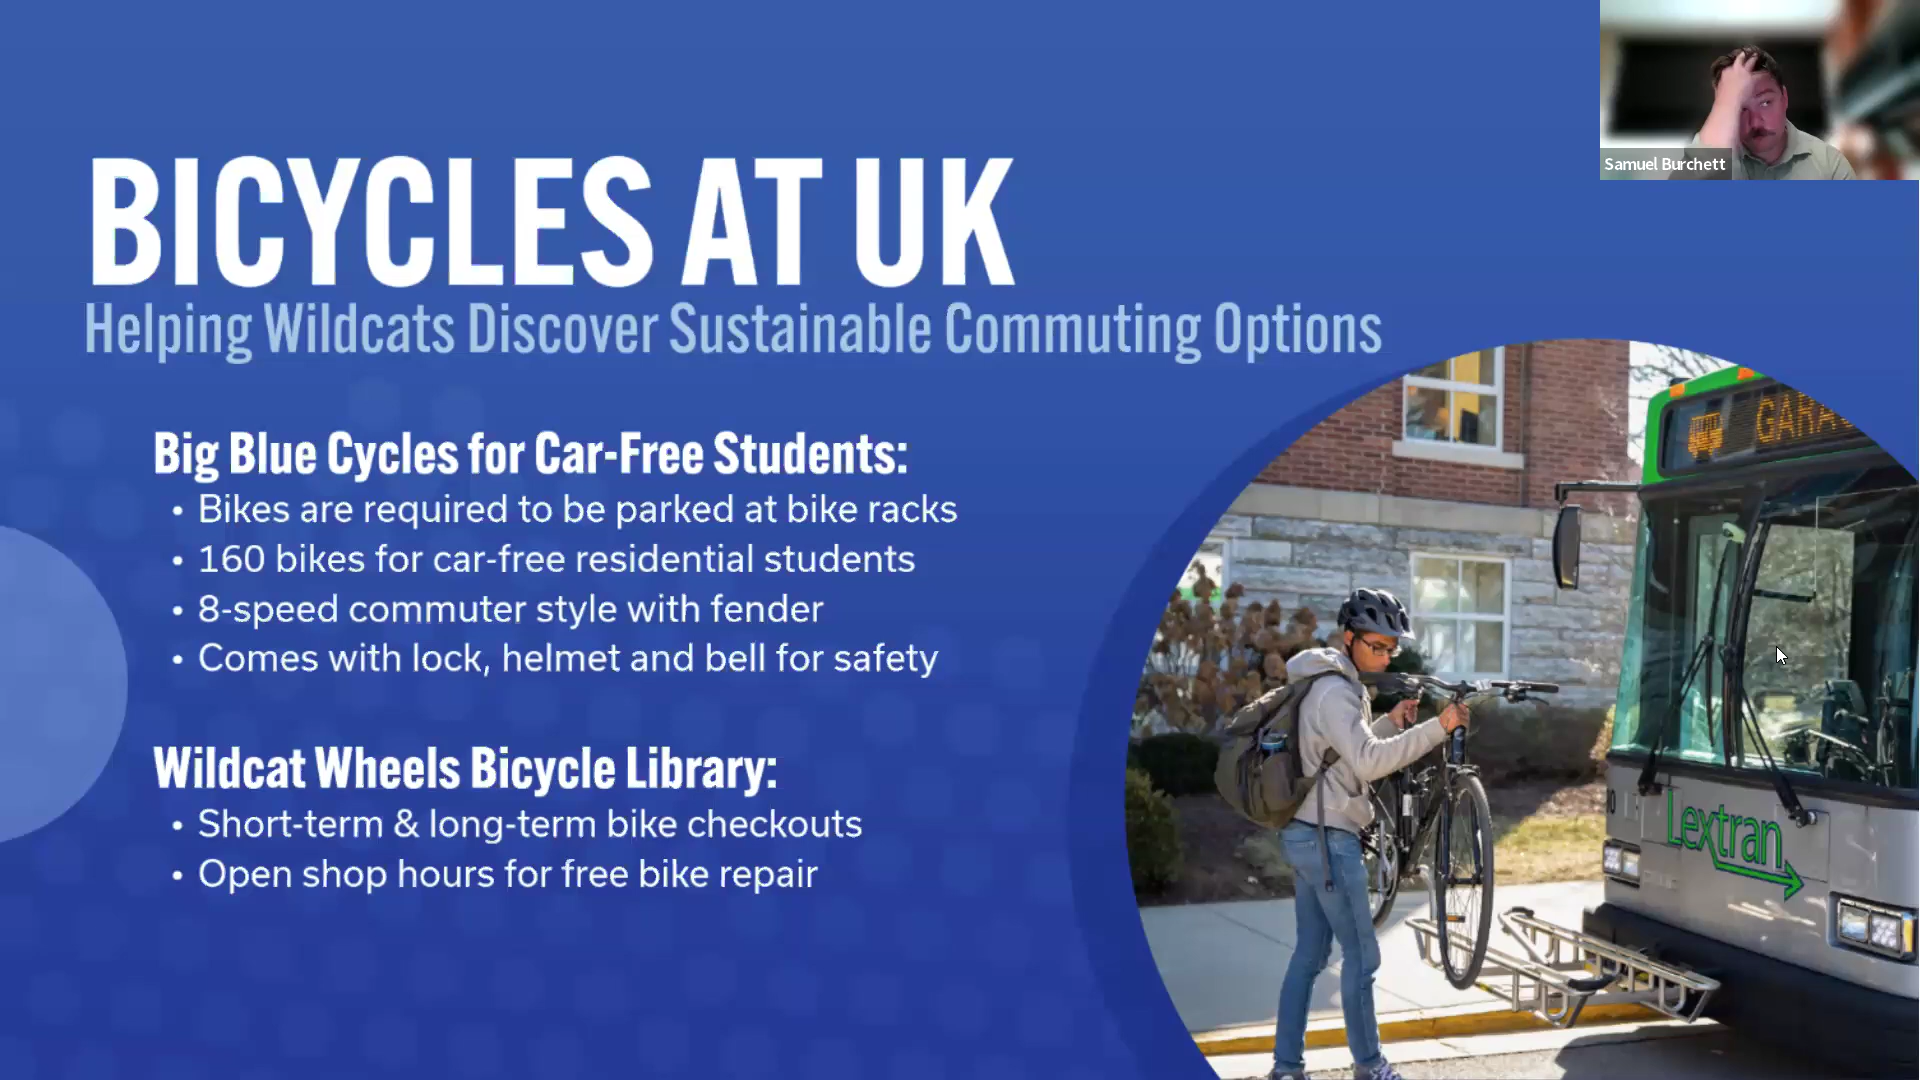 Samuel Burchett
BICYCLES AT UK
Helping Wildcats Discover Sustainable Commuting Options
Big Blue Cycles for Car-Free Students:
• Bikes are required to be parked at bike racks
• 160 bikes for car-free residential students
• 8-speed commuter style with fender
• Comes with lock, helmet and bell for safety
Wildcat Wheels Bicycle Library:
• Short-term & long-term bike checkouts
• Open shop hours for free bike repair
Lextran